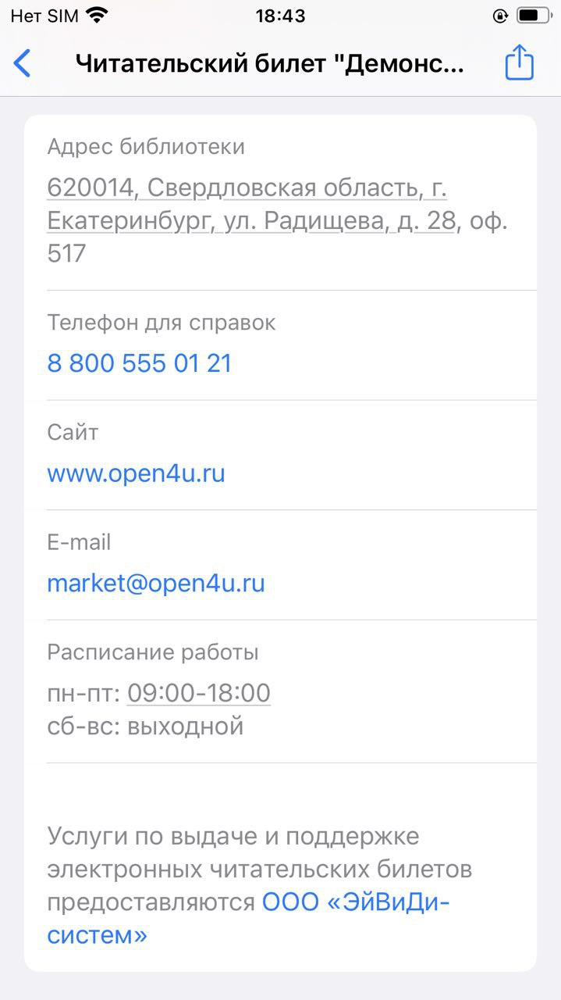 Нет SIM 18:43
Читательский билет "Демонс...
Адрес библиотеки
620014, Свердловская область, г.
Екатеринбург, ул. Радищева, д. 28, оф.
517
Телефон для справок
8 800 555 01 21
Сайт
www.open4u.ru
E-mail
market@open4u.ru
Расписание работы
пн-пт: 09:00-18:00
сб-вс: выходной
Услуги по выдаче и поддержке
электронных читательских билетов
предоставляются ООО «ЭйВиДи-
систем»